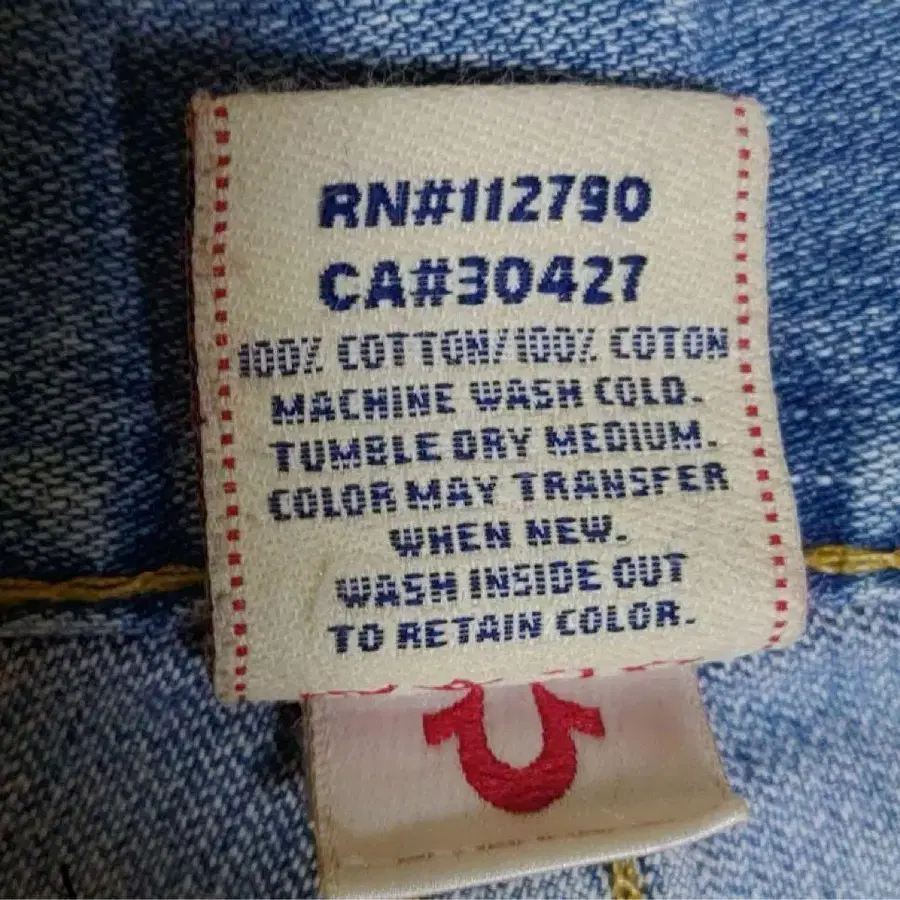 RN#112790
CA#30427
100% COTTON/100% COTON
MACHINE WASH COLD.
TUMBLE DRY MEDIUM.
COLOR MAY TRANSFER
WHEN NEW.
WASH INSIDE OUT
TO RETAIN COLOR.